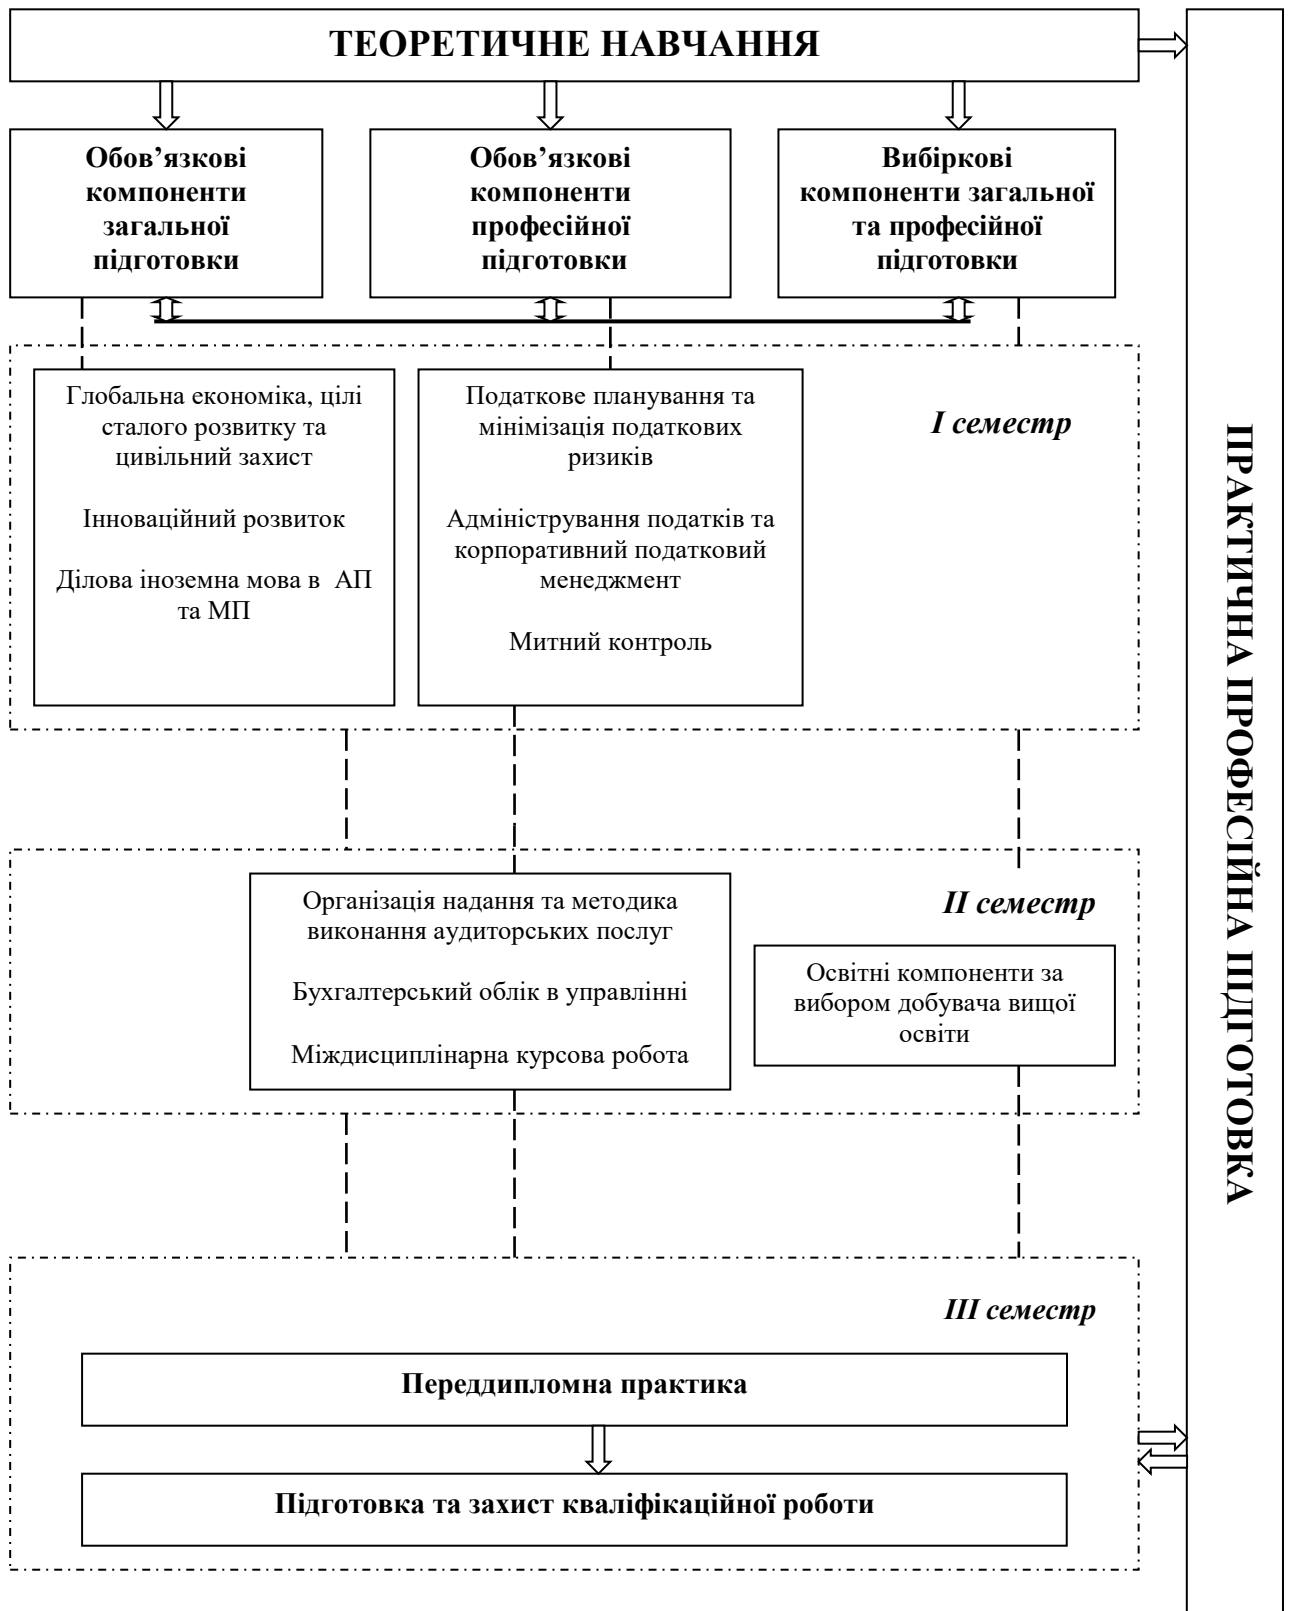 ТЕОРЕТИЧНЕ НАВЧАННЯ
Обов’язкові
компоненти
загальної
підготовки
Обов’язкові
компоненти
професійної
підготовки
Вибіркові
компоненти загальної
та професійної
підготовки
Глобальна економіка, цілі
сталого розвитку та
цивільний захист
Інноваційний розвиток
Ділова іноземна мова в АП
та МП
Податкове планування та
мінімізація податкових
ризиків
Адміністрування податків та
корпоративний податковий
менеджмент
Митний контроль
I семестр
Організація надання та методика
виконання аудиторських послуг
Бухгалтерський облік в управлінні
Міждисциплінарна курсова робота
II семестр
Освітні компоненти за
вибором добувача вищої
освіти
III семестр
Переддипломна практика
Підготовка та захист кваліфікаційної роботи
ПРАКТИЧНА ПРОФЕСІЙНА ПІДГОТОВКА